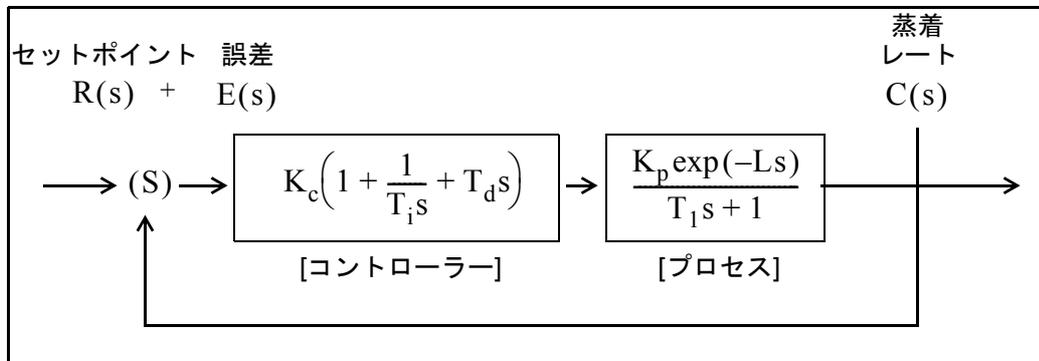 セットポイント 誤差
R(s) + E(s)
蒸着
レート
C(s)
(S)
K_c(1 + 1/(T_i s) + T_d s)
K_p exp(–Ls)/(T_1 s + 1)
[コントローラー]
[プロセス]